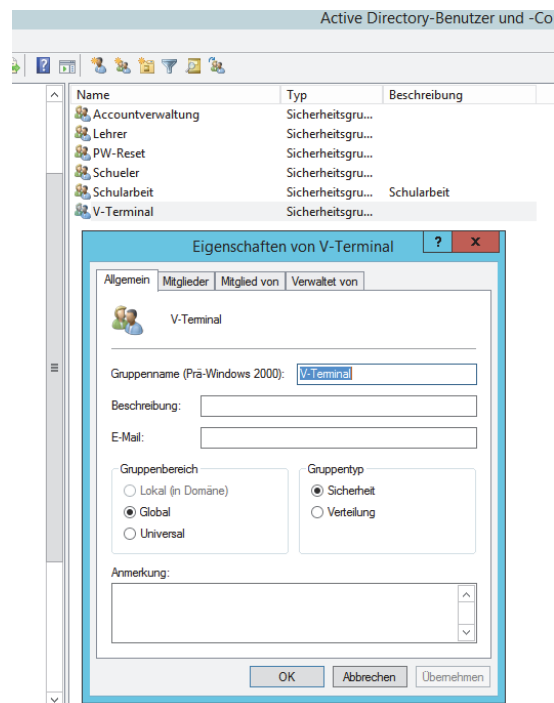 Active Directory-Benutzer und -Co
Name Typ Beschreibung
Accountverwaltung Sicherheitsgru...
Lehrer Sicherheitsgru...
PW-Reset Sicherheitsgru...
Schueler Sicherheitsgru...
Schularbeit Sicherheitsgru... Schularbeit
V-Terminal Sicherheitsgru...
Eigenschaften von V-Terminal ? x
Allgemein Mitglieder Mitglied von Verwaltet von
V-Terminal
Gruppenname (Prä-Windows 2000): V-Terminal
Beschreibung:
E-Mail:
Gruppenbereich Gruppentyp
Lokal (in Domäne) Sicherheit
Global Verteilung
Universal
Anmerkung:
OK Abbrechen Übernehmen